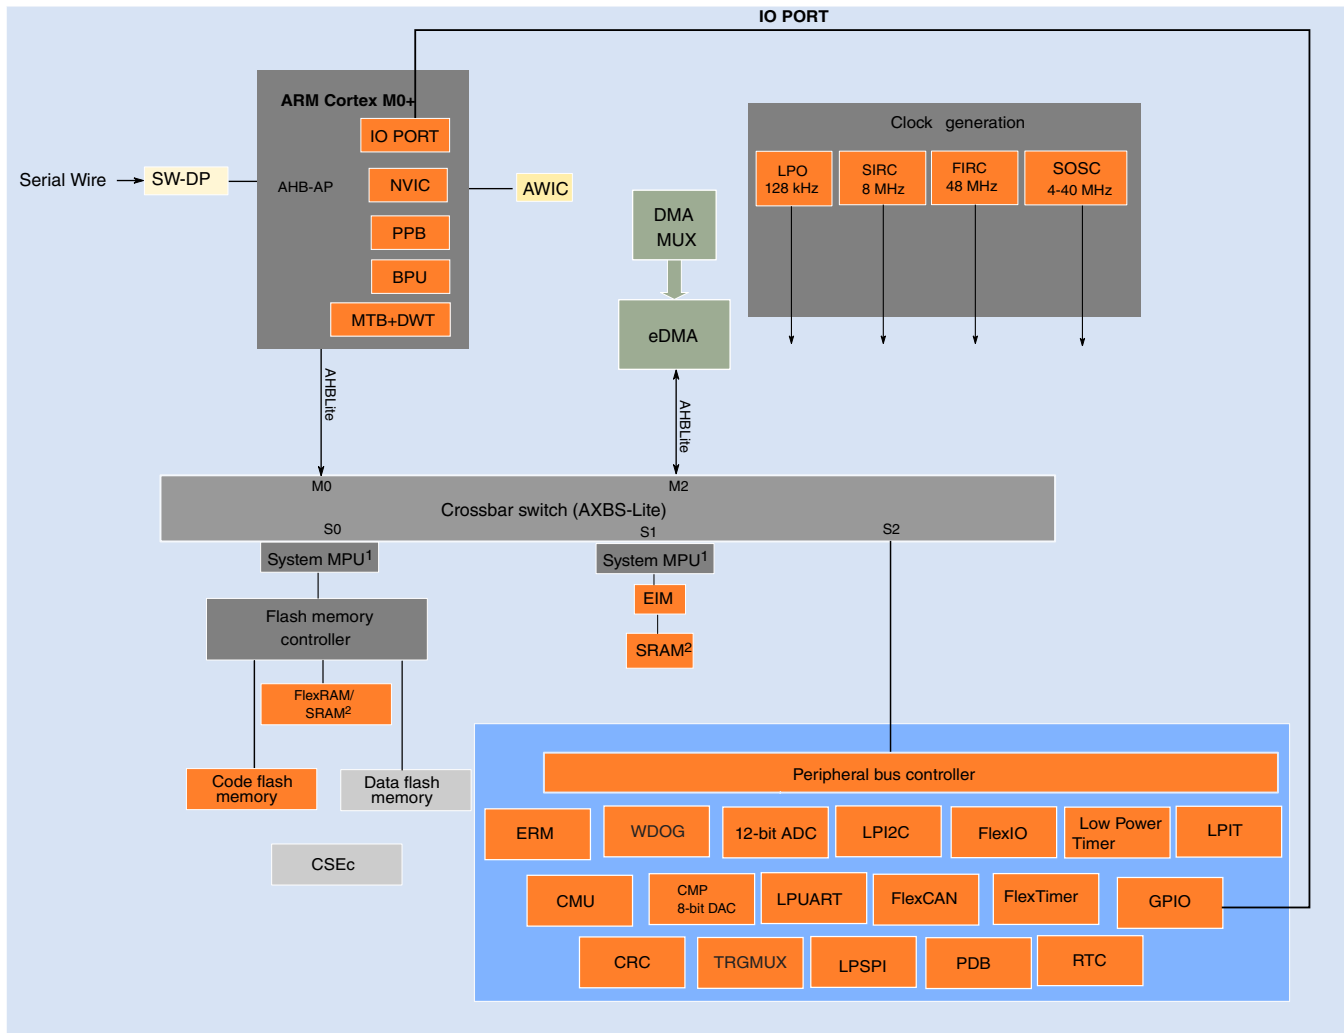 IO PORT
ARM Cortex M0+
IO PORT
Serial Wire
SW-DP
AHB-AP
NVIC
AWIC
PPB
BPU
MTB+DWT
DMA
MUX
eDMA
Clock generation
LPO
128 kHz
SIRC
8 MHz
FIRC
48 MHz
SOSC
4-40 MHz
AHBLite
AHBLite
M0
M2
Crossbar switch (AXBS-Lite)
S0
S1
S2
System MPU1
System MPU1
EIM
SRAM2
Flash memory
controller
FlexRAM/
SRAM2
Code flash
memory
Data flash
memory
CSEc
Peripheral bus controller
ERM
WDOG
12-bit ADC
LPI2C
FlexIO
Low Power
Timer
LPIT
CMU
CMP
8-bit DAC
LPUART
FlexCAN
FlexTimer
GPIO
CRC
TRGMUX
LPSPI
PDB
RTC